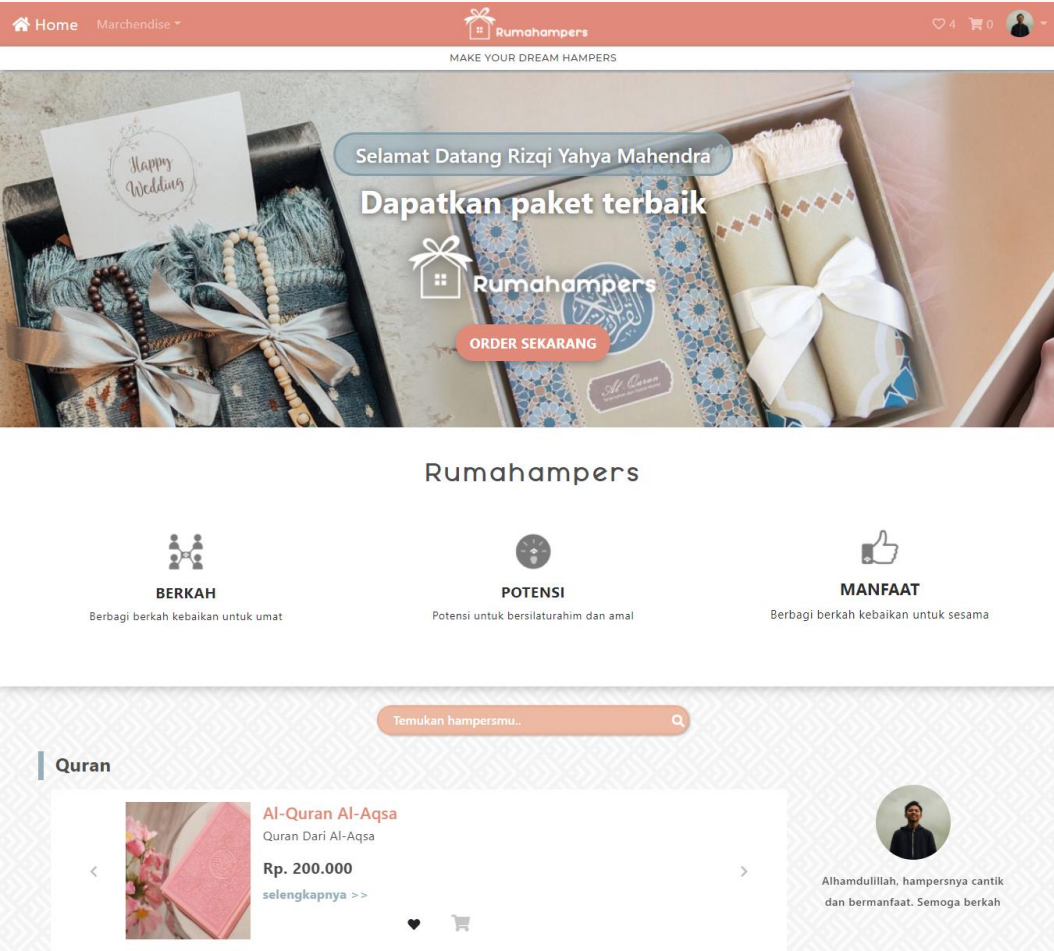 Home Marchendise Rumahampers 4 0
MAKE YOUR DREAM HAMPERS
Happy
Wedding
Selamat Datang Rizqi Yahya Mahendra
Dapatkan paket terbaik
Rumahampers
ORDER SEKARANG
Al-Quran
Rumahampers
BERKAH
Berbagi berkah kebaikan untuk umat
POTENSI
Potensi untuk bersilaturahim dan amal
MANFAAT
Berbagi berkah kebaikan untuk sesama
Temukan hampersmu..
Quran
Al-Quran Al-Aqsa
Quran Dari Al-Aqsa
Rp. 200.000
selengkapnya >>
Alhamdulillah, hampersnya cantik
dan bermanfaat. Semoga berkah